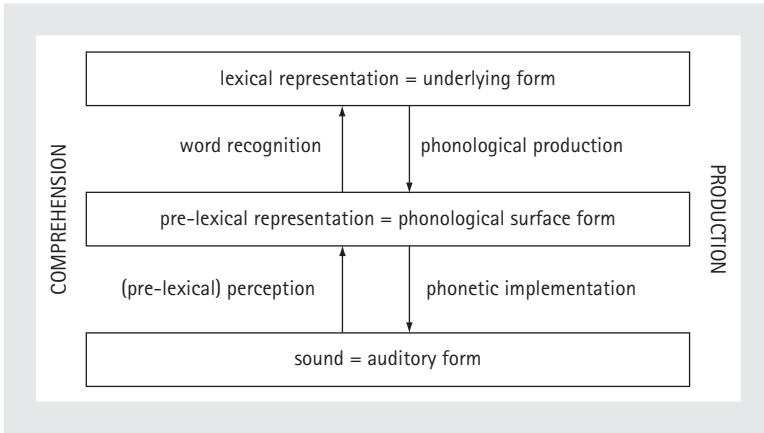 lexical representation = underlying form
word recognition
phonological production
COMPREHENSION
PRODUCTION
pre-lexical representation = phonological surface form
(pre-lexical) perception
phonetic implementation
sound = auditory form